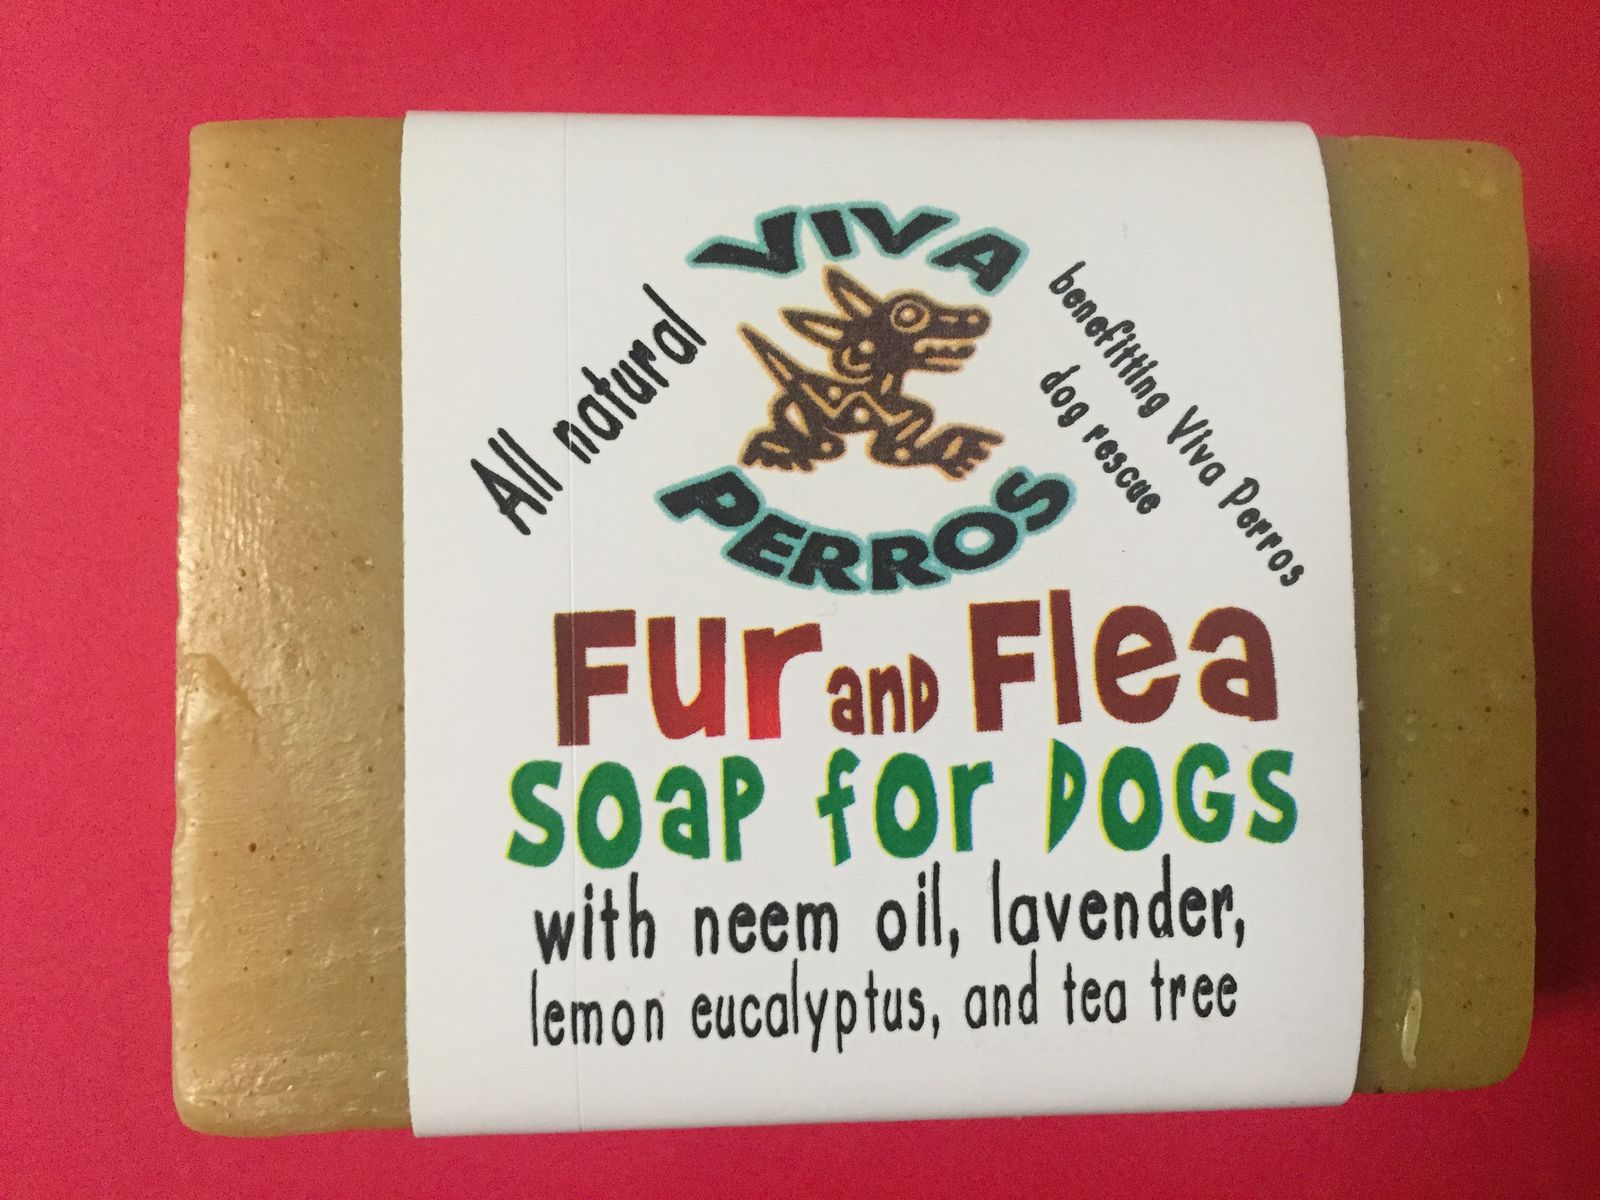 VIVA
PERROS
All natural
benefitting Viva Perros
dog rescue
Fur and Flea
Soap for Dogs
with neem oil, lavender,
lemon eucalyptus, and tea tree